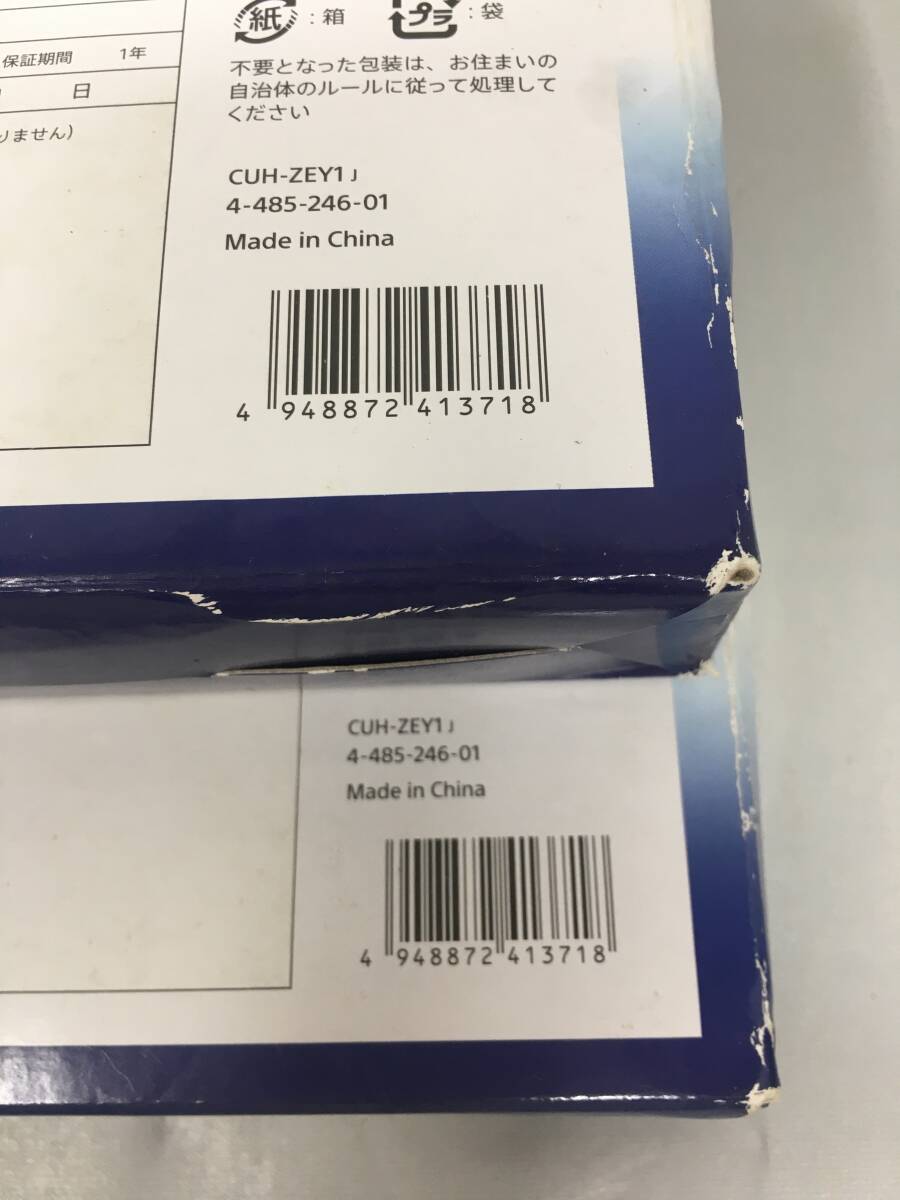 紙 : 箱
プラ : 袋
保証期間 1年
日
りません)
不要となった包装は、お住まいの
自治体のルールに従って処理して
ください
CUH-ZEY1 J
4-485-246-01
Made in China
4 948872 413718
CUH-ZEY1 J
4-485-246-01
Made in China
4 948872 413718